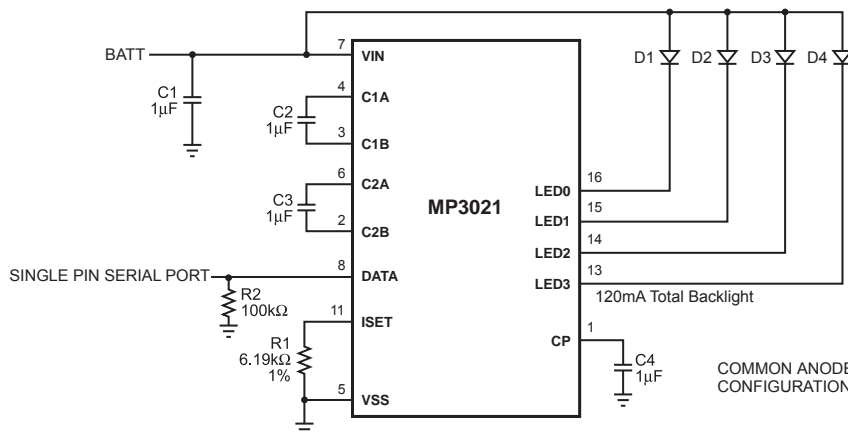 BATT
C1
1μF
7
VIN
4
C1A
C2
1μF
3
C1B
6
C2A
C3
1μF
2
C2B
SINGLE PIN SERIAL PORT
8
DATA
R2
100kΩ
11
ISET
R1
6.19kΩ
1%
5
VSS
MP3021
D1
D2
D3
D4
LED0
16
LED1
15
LED2
14
LED3
13
120mA Total Backlight
CP
1
C4
1μF
COMMON ANODE
CONFIGURATION